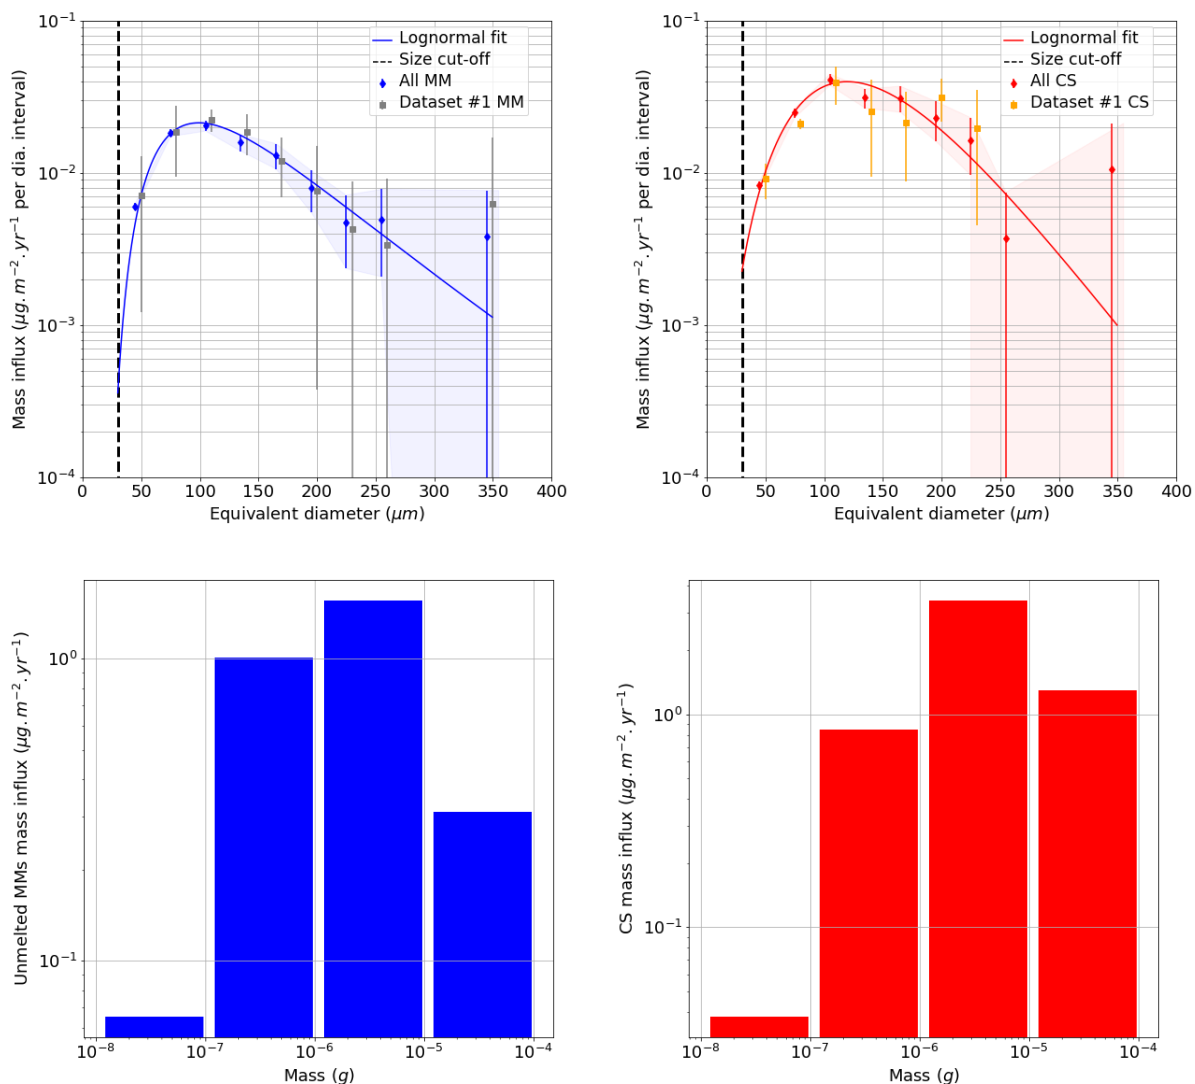 Mass influx (μg.m⁻².yr⁻¹ per dia. interval)
10⁻¹
10⁻²
10⁻³
10⁻⁴
Lognormal fit
Size cut-off
All MM
Dataset #1 MM
0 50 100 150 200 250 300 350 400
Equivalent diameter (μm)
Mass influx (μg.m⁻².yr⁻¹ per dia. interval)
10⁻¹
10⁻²
10⁻³
10⁻⁴
Lognormal fit
Size cut-off
All CS
Dataset #1 CS
0 50 100 150 200 250 300 350 400
Equivalent diameter (μm)
Unmelted MMs mass influx (μg.m⁻².yr⁻¹)
10⁰
10⁻¹
10⁻⁸ 10⁻⁷ 10⁻⁶ 10⁻⁵ 10⁻⁴
Mass (g)
CS mass influx (μg.m⁻².yr⁻¹)
10⁰
10⁻¹
10⁻⁸ 10⁻⁷ 10⁻⁶ 10⁻⁵ 10⁻⁴
Mass (g)